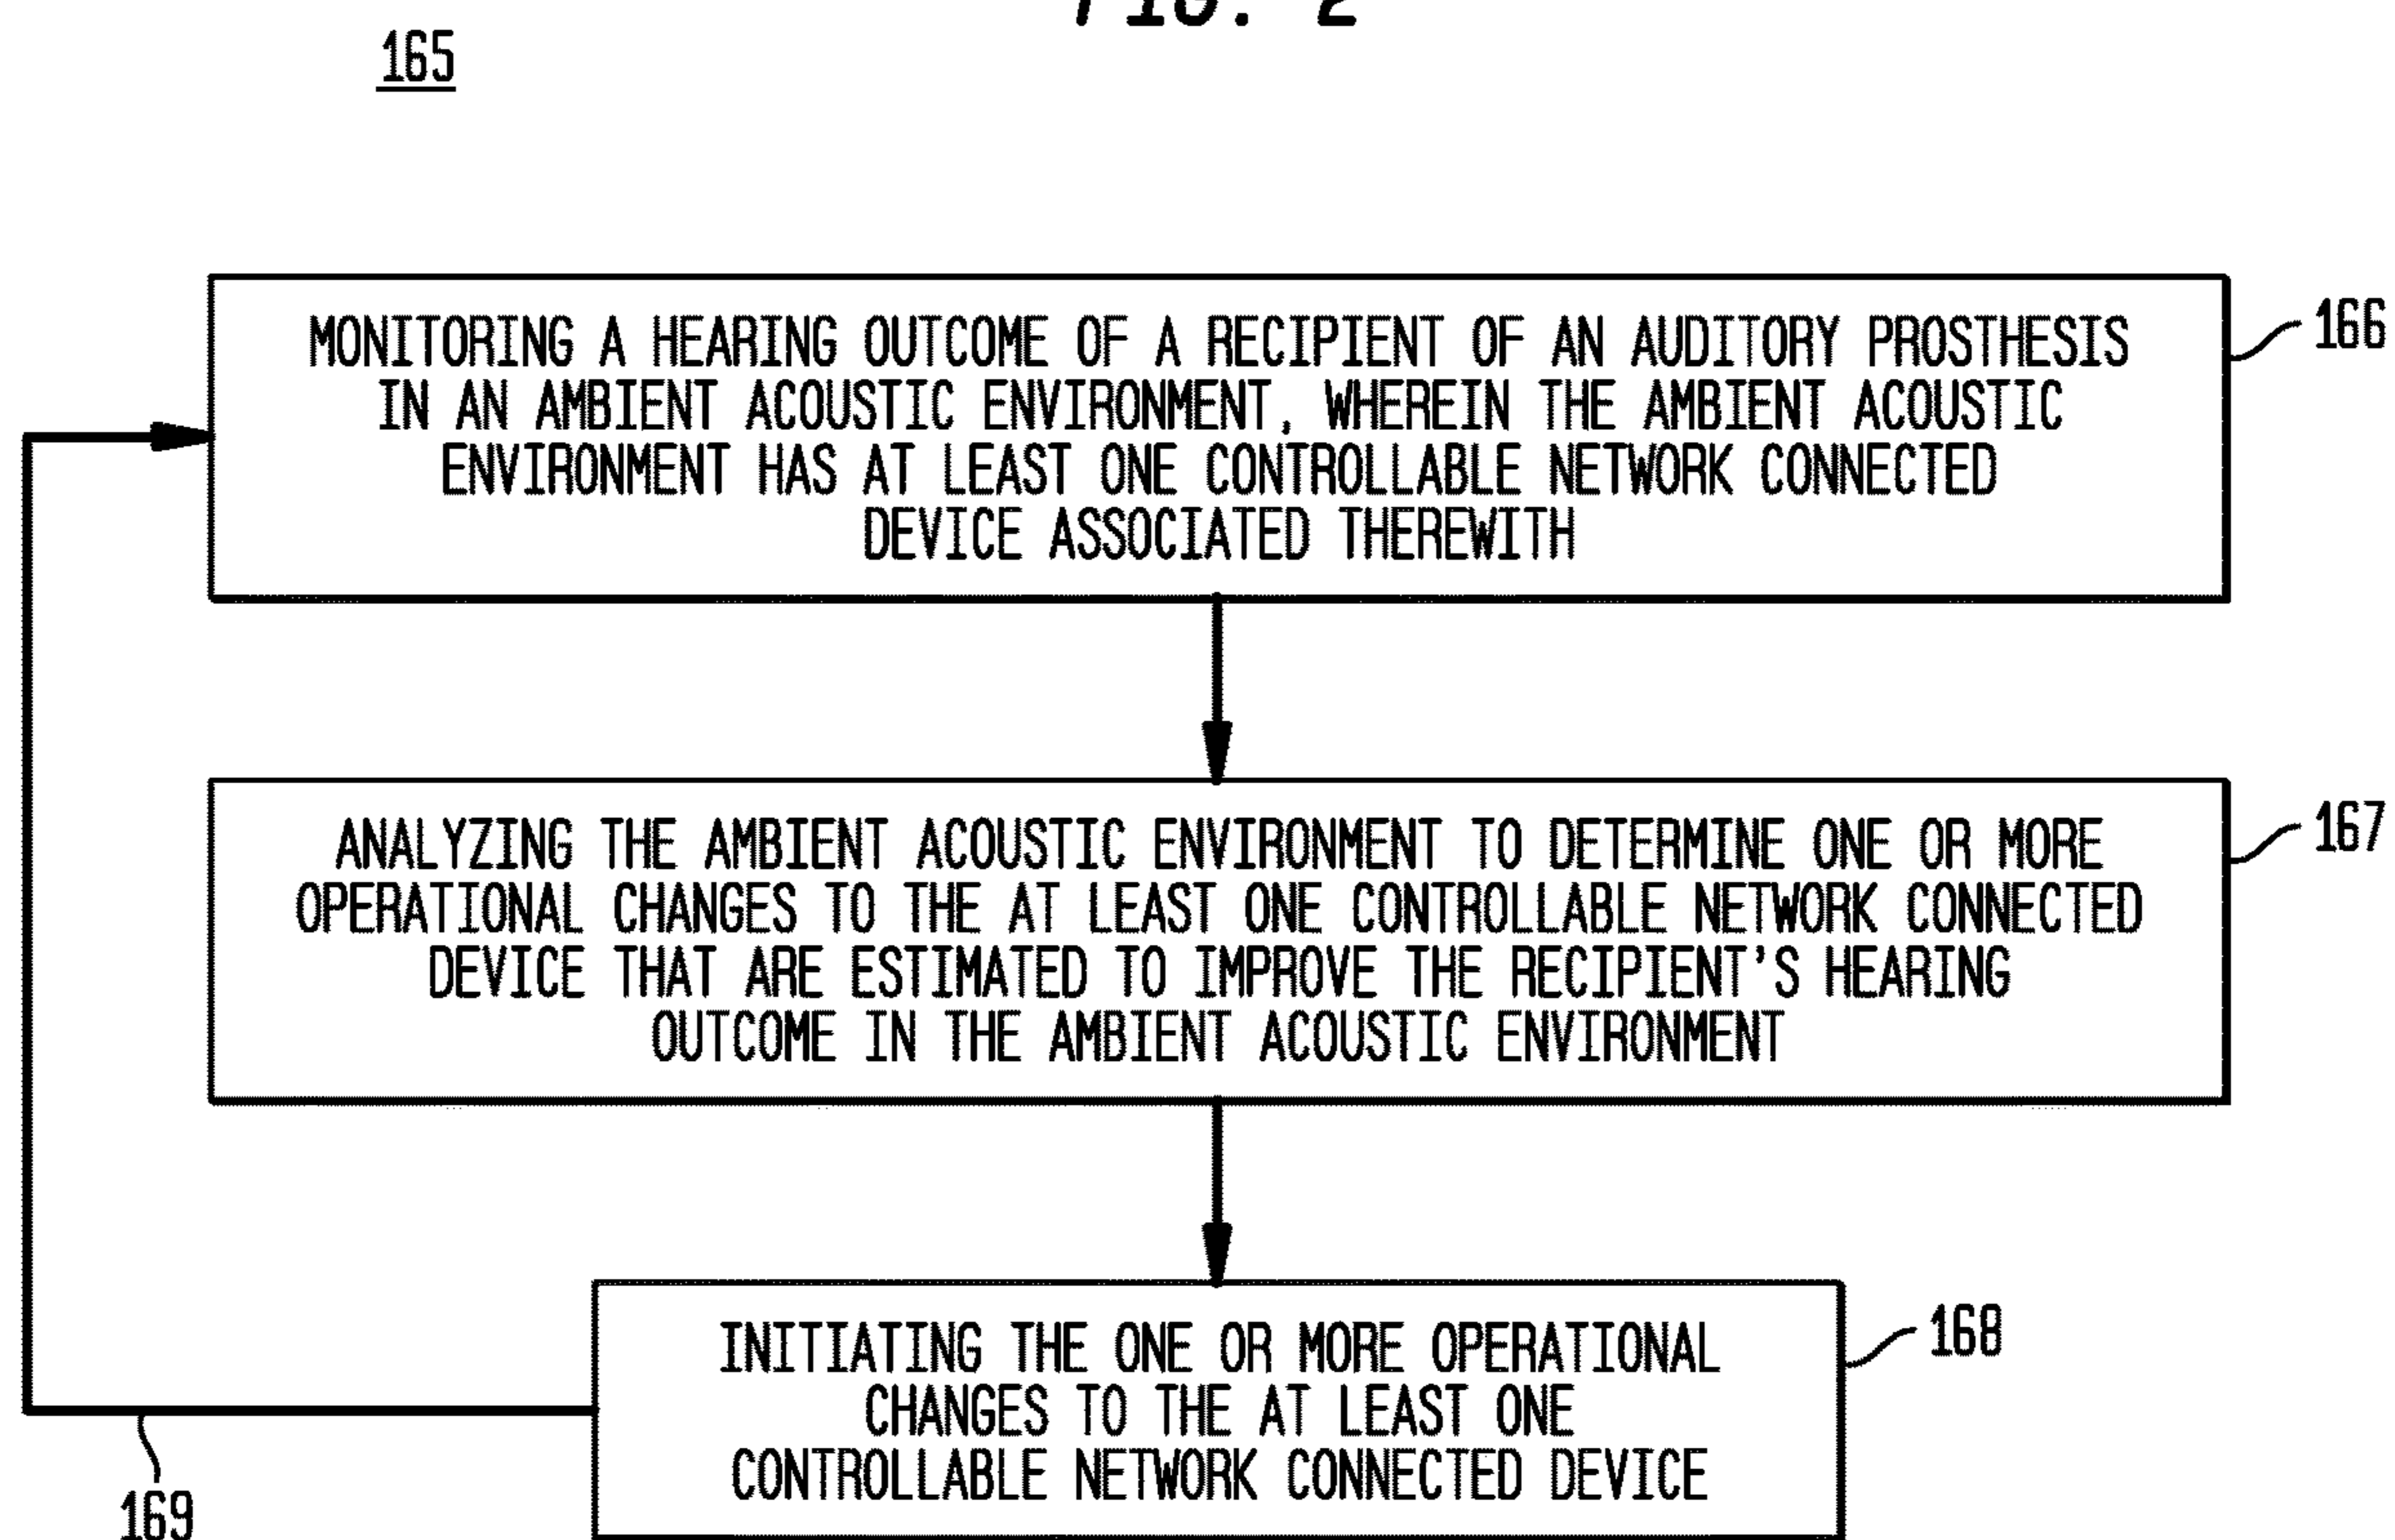 FIG. 2
165
MONITORING A HEARING OUTCOME OF A RECIPIENT OF AN AUDITORY PROSTHESIS
IN AN AMBIENT ACOUSTIC ENVIRONMENT, WHEREIN THE AMBIENT ACOUSTIC
ENVIRONMENT HAS AT LEAST ONE CONTROLLABLE NETWORK CONNECTED
DEVICE ASSOCIATED THEREWITH
166
ANALYZING THE AMBIENT ACOUSTIC ENVIRONMENT TO DETERMINE ONE OR MORE
OPERATIONAL CHANGES TO THE AT LEAST ONE CONTROLLABLE NETWORK CONNECTED
DEVICE THAT ARE ESTIMATED TO IMPROVE THE RECIPIENT'S HEARING
OUTCOME IN THE AMBIENT ACOUSTIC ENVIRONMENT
167
INITIATING THE ONE OR MORE OPERATIONAL
CHANGES TO THE AT LEAST ONE
CONTROLLABLE NETWORK CONNECTED DEVICE
168
169